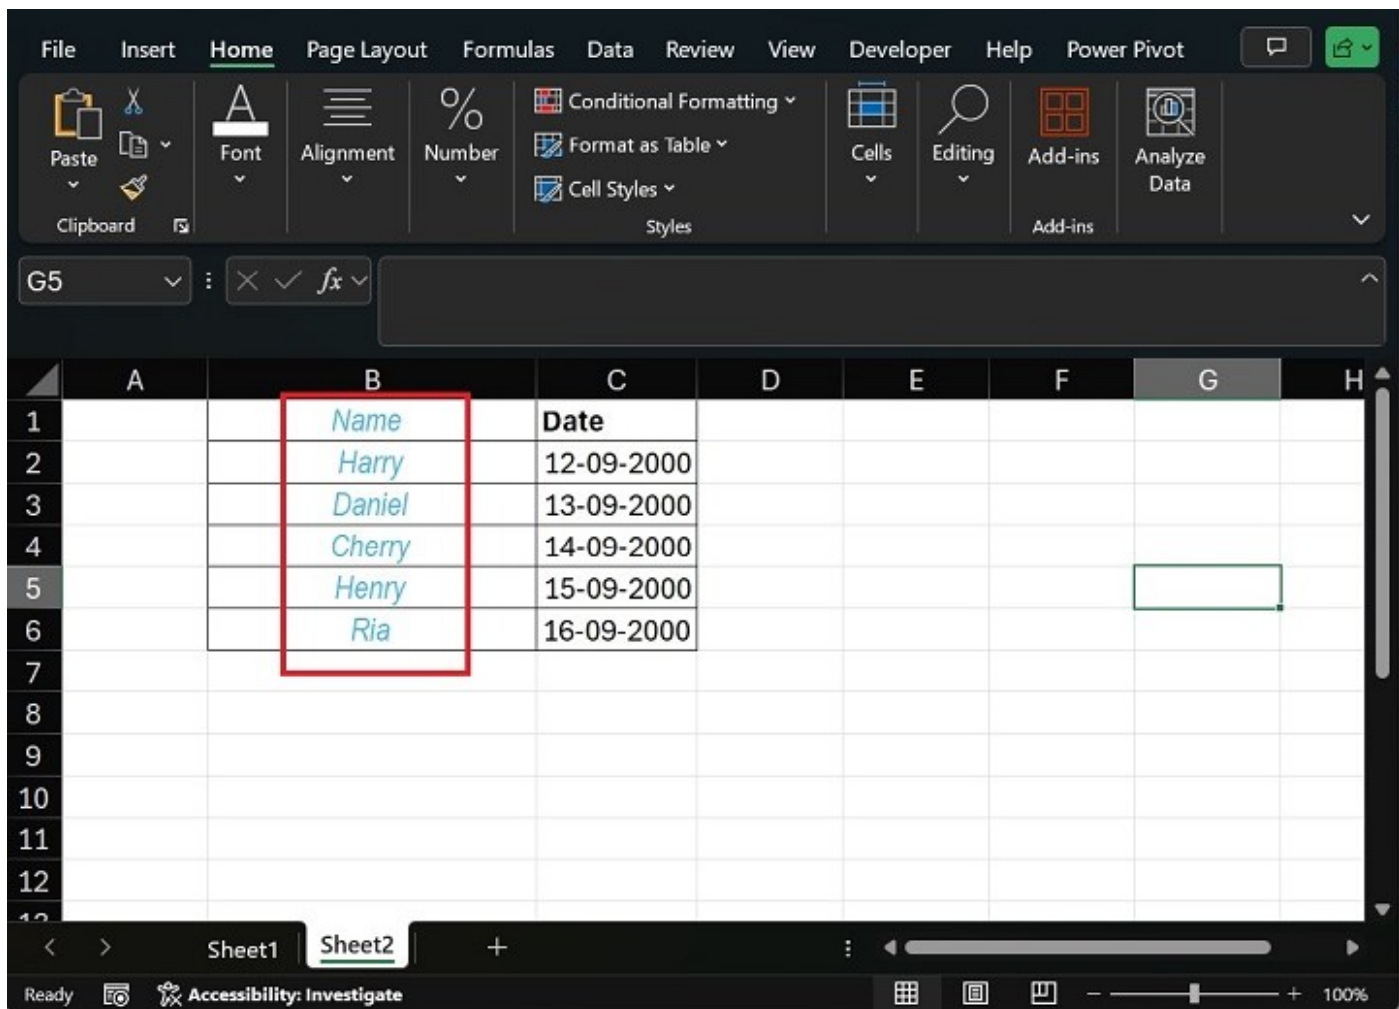 File Insert Home Page Layout Formulas Data Review View Developer Help Power Pivot
Paste
Clipboard
Font
Alignment
Number
Conditional Formatting
Format as Table
Cell Styles
Styles
Cells
Editing
Add-ins
Add-ins
Analyze
Data
G5 fx
A B C D E F G H
1 Name Date
2 Harry 12-09-2000
3 Daniel 13-09-2000
4 Cherry 14-09-2000
5 Henry 15-09-2000
6 Ria 16-09-2000
7
8
9
10
11
12
Sheet1 Sheet2 +
Ready Accessibility: Investigate − + 100%